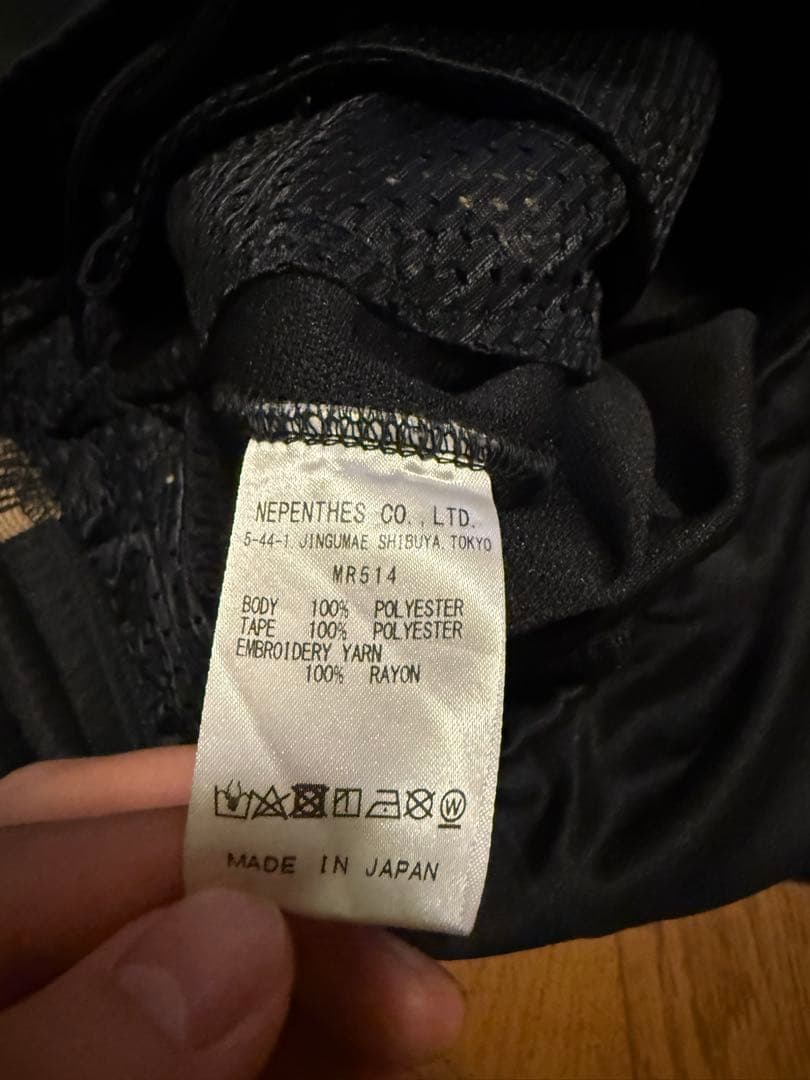 NEPENTHES CO., LTD.
5-44-1 JINGUMAE SHIBUYA. TOKYO
MR514
BODY 100% POLYESTER
TAPE 100% POLYESTER
EMBROIDERY YARN
100% RAYON
W
MADE IN JAPAN